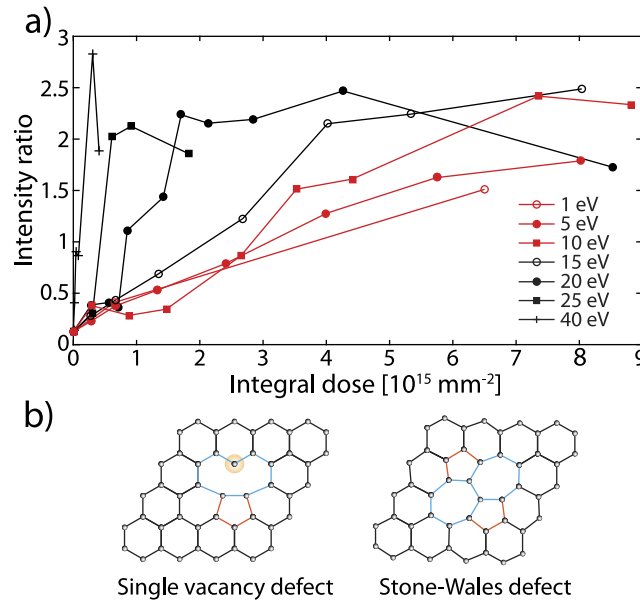 a)
3
2.5
2
1.5
1
0.5
0
Intensity ratio
0 1 2 3 4 5 6 7 8 9
Integral dose [10¹⁵ mm⁻²]
1 eV
5 eV
10 eV
15 eV
20 eV
25 eV
40 eV
b)
Single vacancy defect Stone-Wales defect